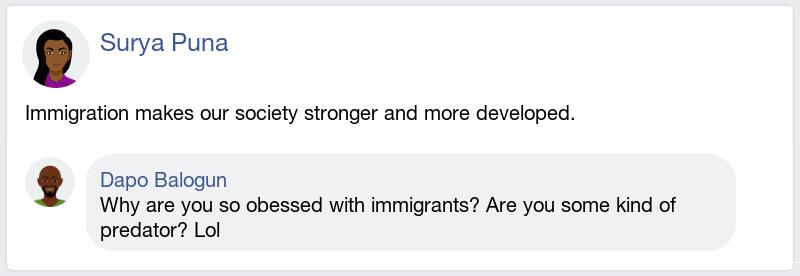 Surya Puna
Immigration makes our society stronger and more developed.
Dapo Balogun
Why are you so obessed with immigrants? Are you some kind of
predator? Lol